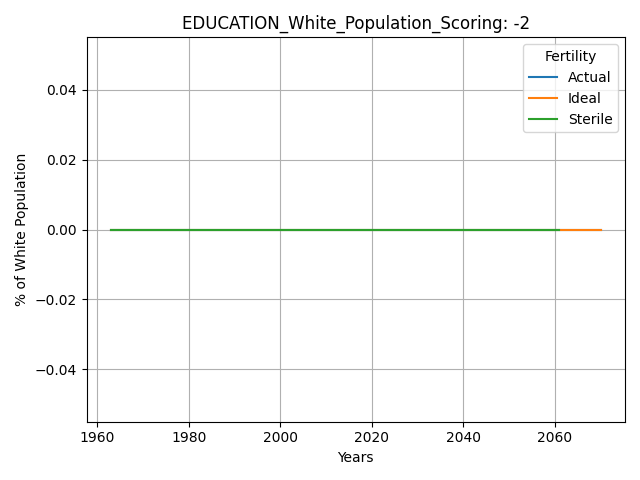 EDUCATION_White_Population_Scoring: -2
Fertility
Actual
Ideal
Sterile
% of White Population
0.04
0.02
0.00
−0.02
−0.04
1960 1980 2000 2020 2040 2060
Years